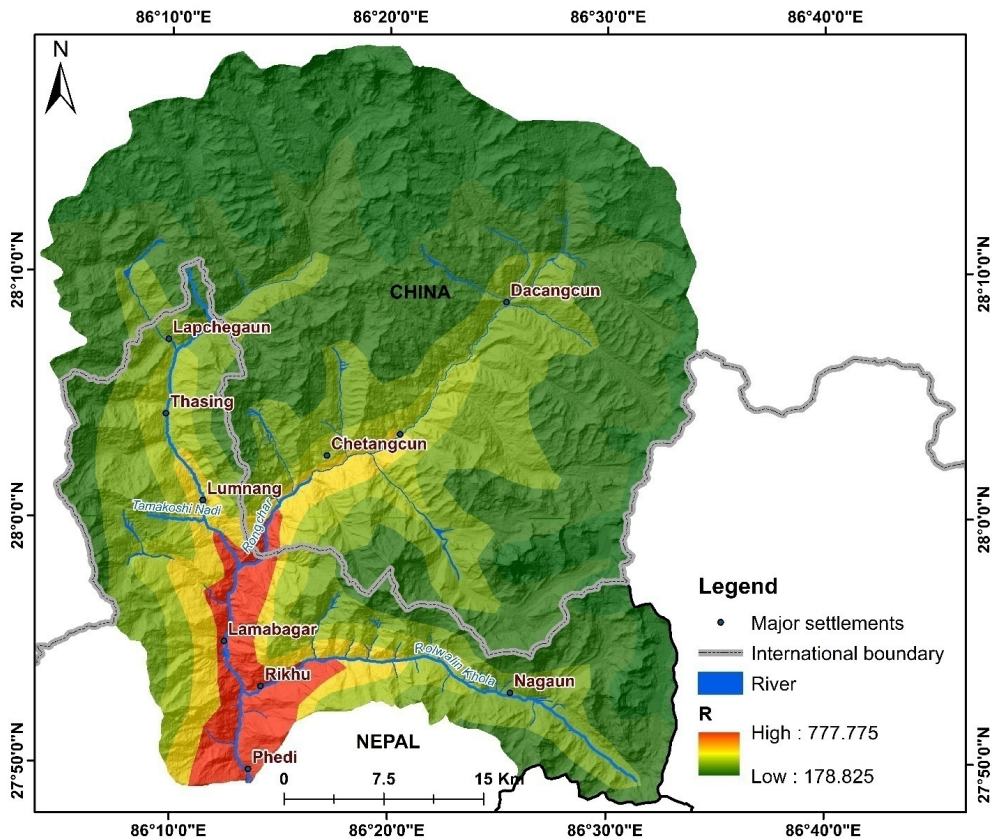 86°10'0"E 86°20'0"E 86°30'0"E 86°40'0"E
N
28°10'0"N 28°10'0"N
CHINA
Dacangcun
Lapchegaun
Thasing
Chetangcun
Lumnang
Tamakoshi Nadi
Rongchar
28°0'0"N 28°0'0"N
Legend
Major settlements
International boundary
River
R
High : 777.775
Low : 178.825
Lamabagar
Rolwalin Khola
Rikhu
Nagaun
NEPAL
Phedi
27°50'0"N 27°50'0"N
0 7.5 15 Km
86°10'0"E 86°20'0"E 86°30'0"E 86°40'0"E